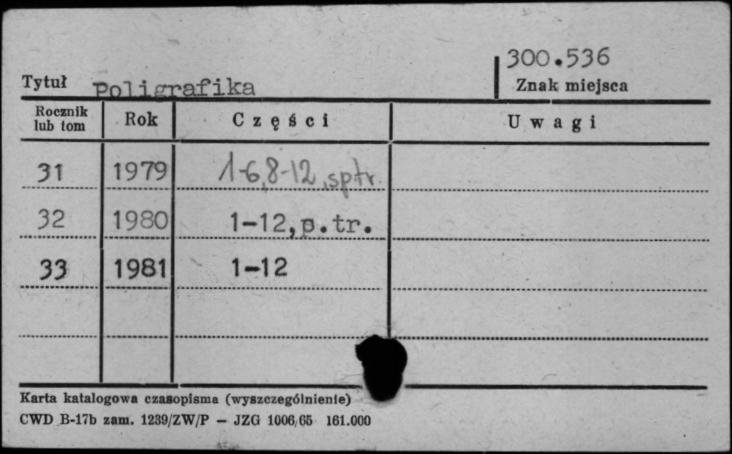 300.536
Tytuł Poligrafika Znak miejsca
Rocznik lub tom Rok Części Uwagi
31 1979 1-6,8-12,sptr.
32 1980 1-12,p.tr.
33 1981 1-12
Karta katalogowa czasopisma (wyszczególnienie)
CWD B-17b zam. 1239/ZW/P — JZG 1006/65 161.000